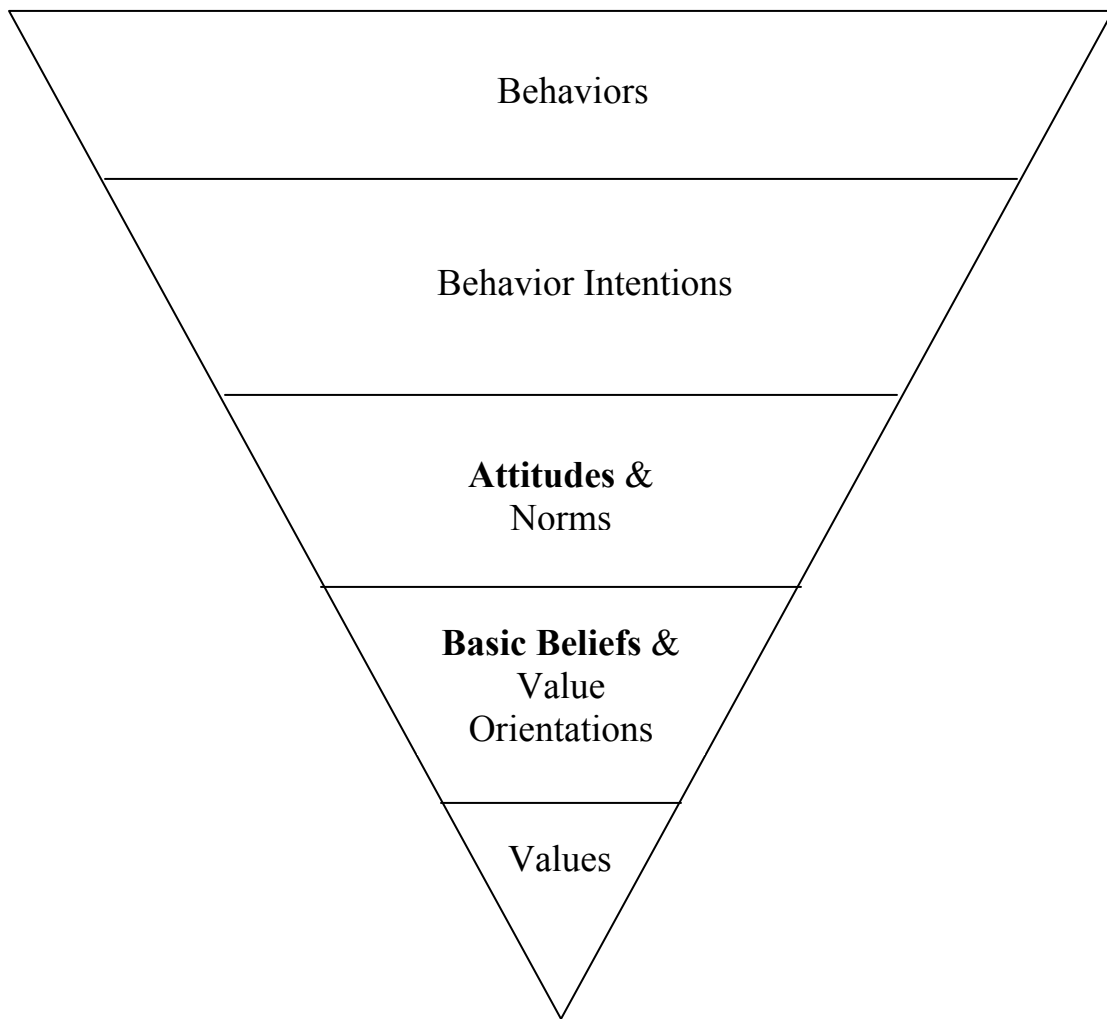 Behaviors
Behavior Intentions
Attitudes &
Norms
Basic Beliefs &
Value
Orientations
Values